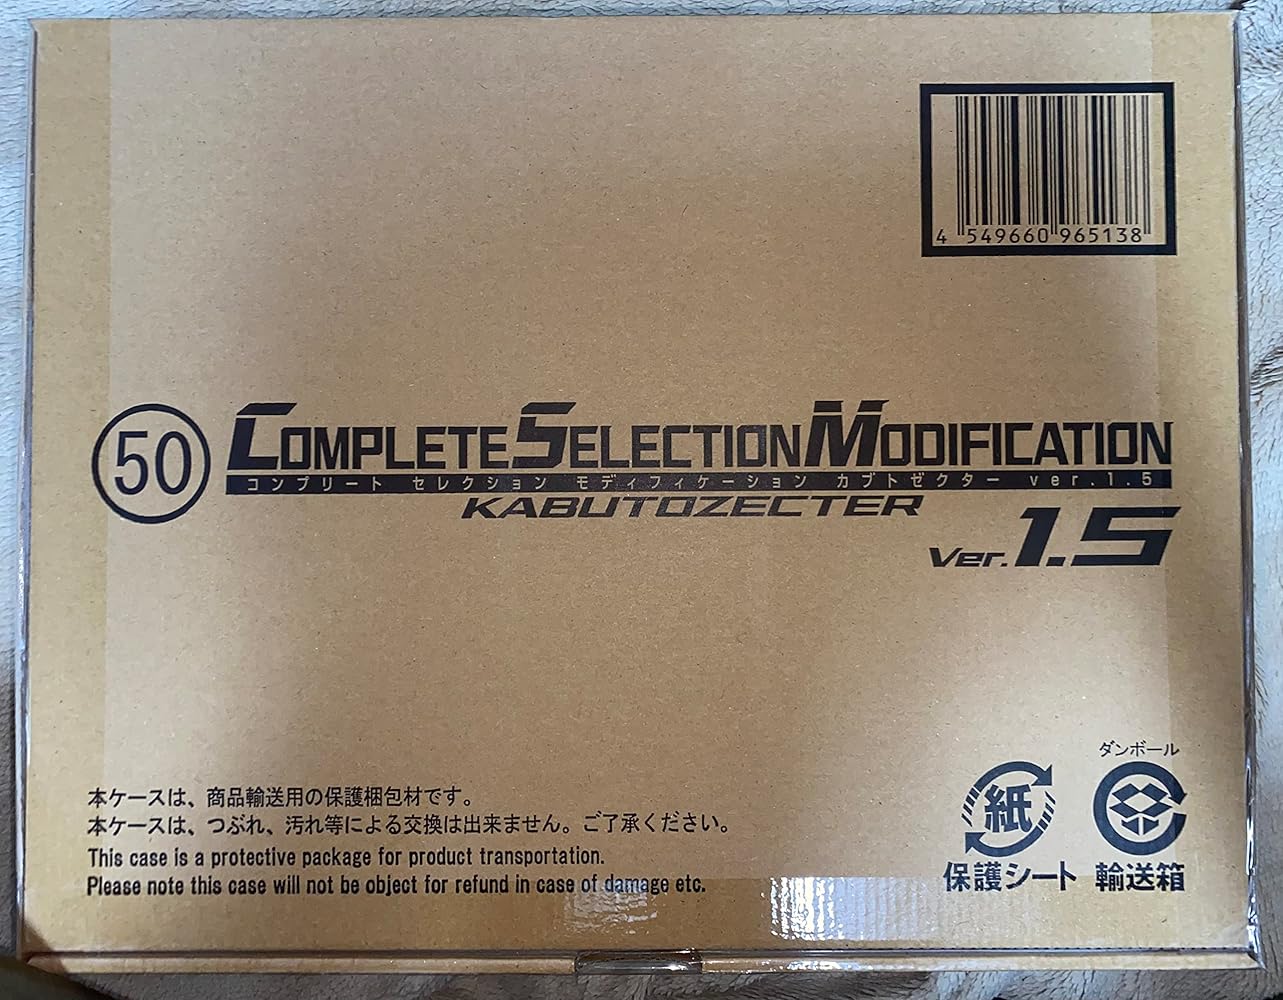 4 549660 965138
50
COMPLETE SELECTION MODIFICATION
コンプリート セレクション モディフィケーション カブトゼクター ver.1.5
KABUTOZECTER
Ver.1.5
本ケースは、商品輸送用の保護梱包材です。
本ケースは、つぶれ、汚れ等による交換は出来ません。ご了承ください。
This case is a protective package for product transportation.
Please note this case will not be object for refund in case of damage etc.
紙
保護シート
ダンボール
輸送箱